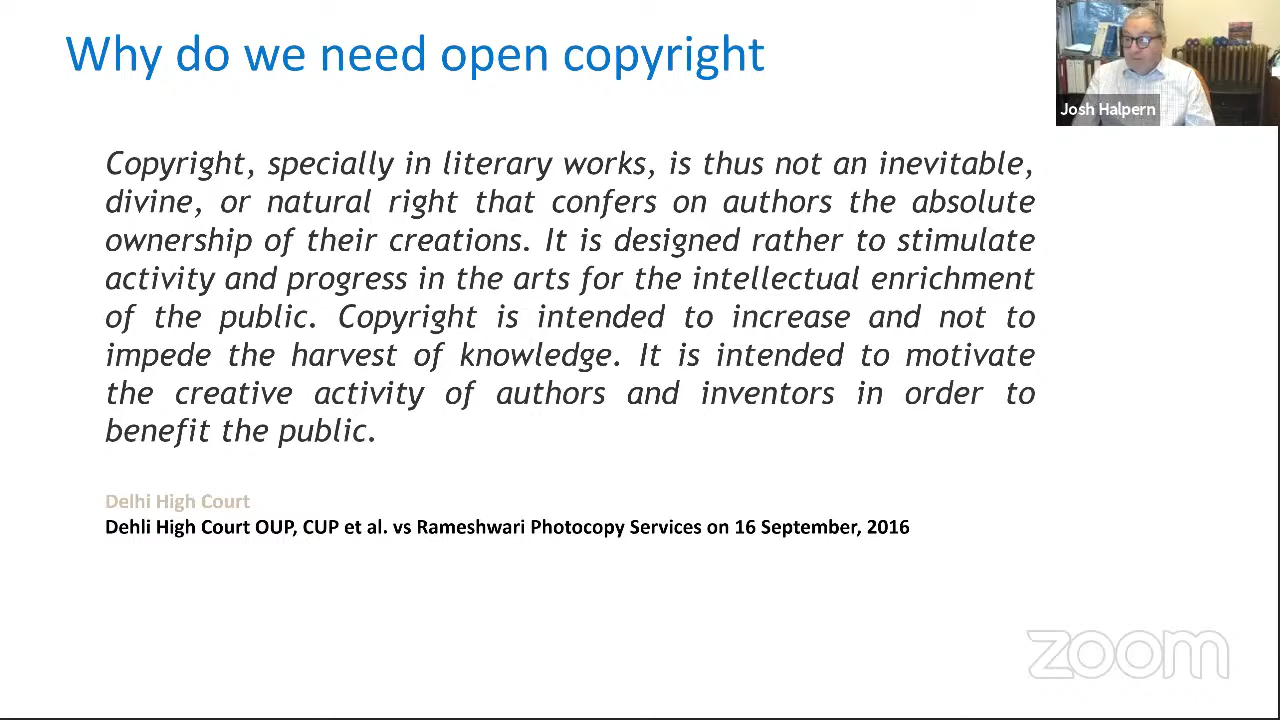 Why do we need open copyright
Josh Halpern
Copyright, specially in literary works, is thus not an inevitable,
divine, or natural right that confers on authors the absolute
ownership of their creations. It is designed rather to stimulate
activity and progress in the arts for the intellectual enrichment
of the public. Copyright is intended to increase and not to
impede the harvest of knowledge. It is intended to motivate
the creative activity of authors and inventors in order to
benefit the public.
Delhi High Court
Dehli High Court OUP, CUP et al. vs Rameshwari Photocopy Services on 16 September, 2016
zoom